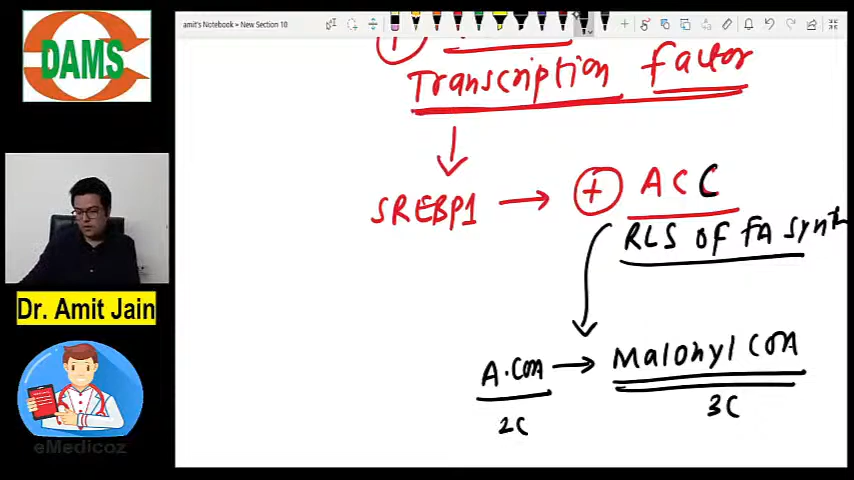 amit's Notebook > New Section 10
DAMS
Transcription factor
SREBP1 → + ACC
RLS of FA synth
A.COA → Malonyl COA
2C
3C
Dr. Amit Jain
eMedicoz